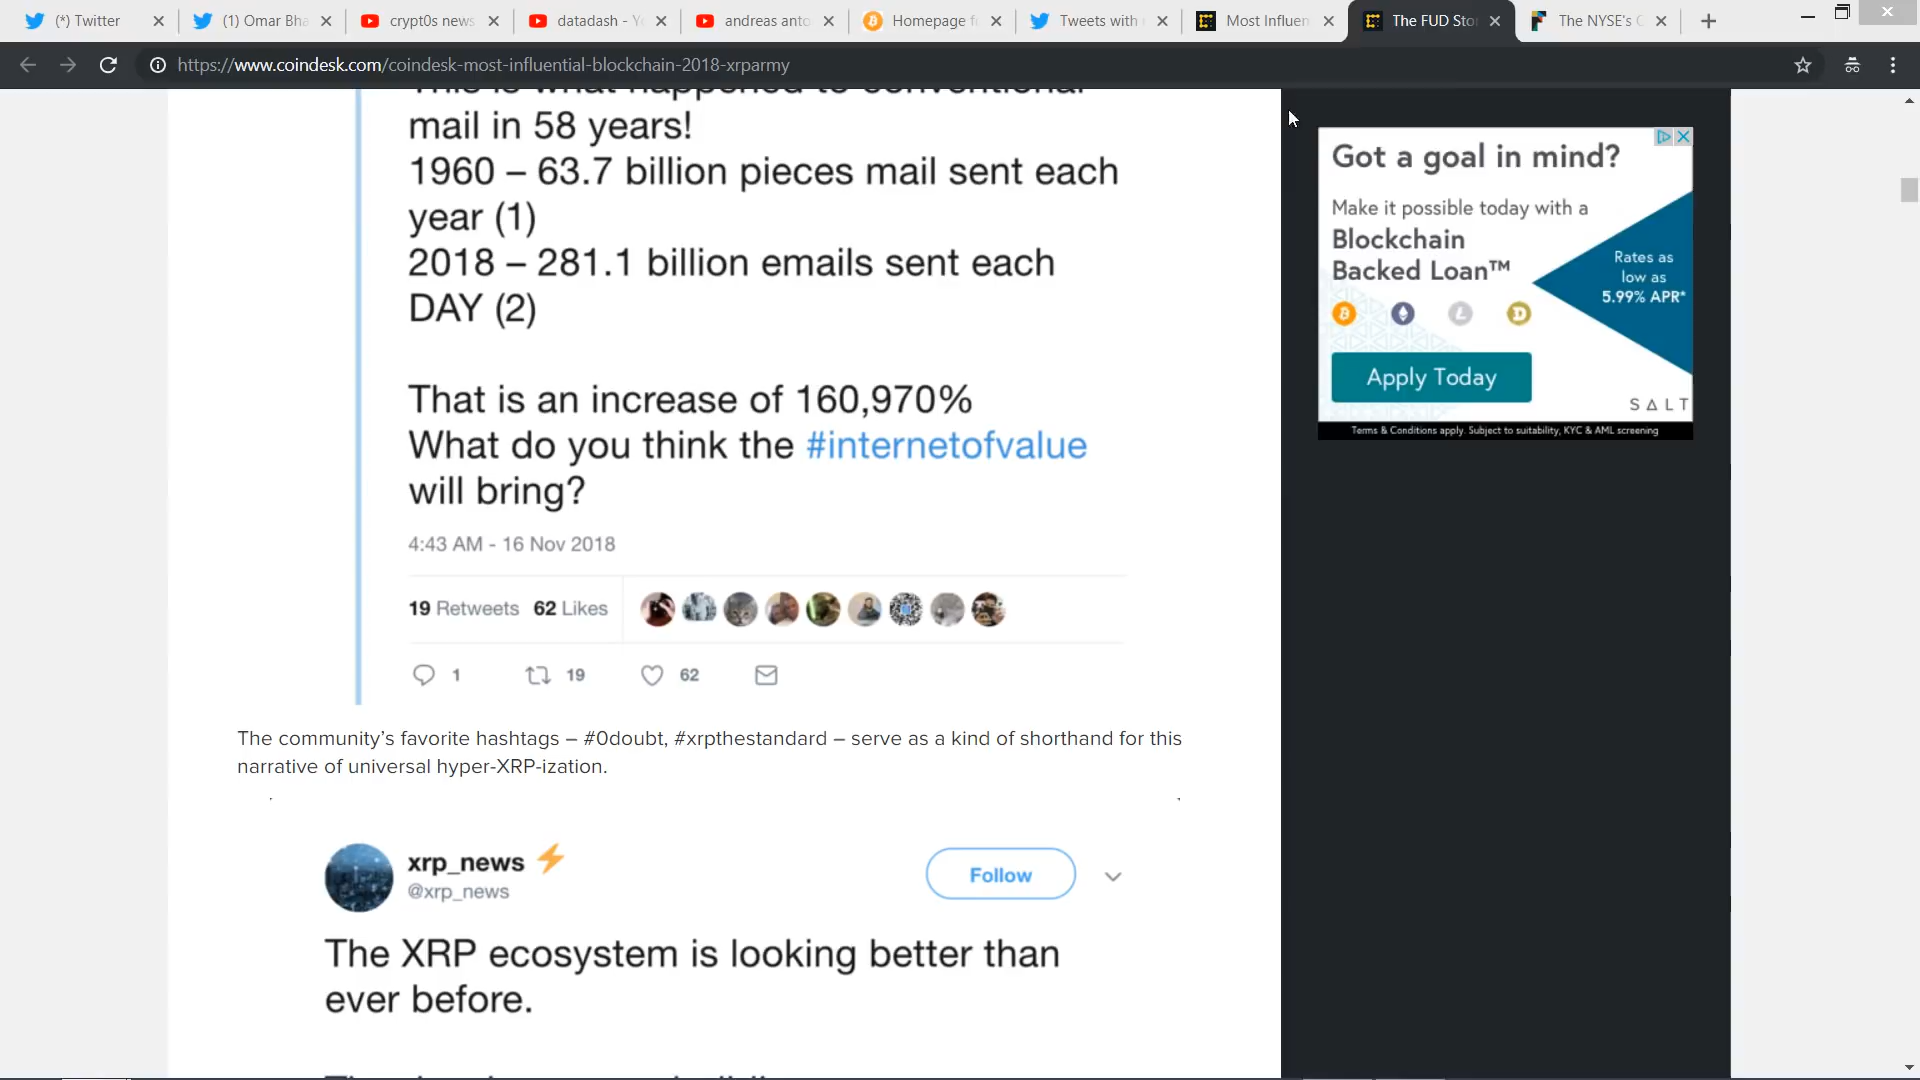 (*) Twitter
(1) Omar Bha
crypt0s news
datadash - Y
andreas anto
Homepage f
Tweets with
Most Influen
The FUD Sto
The NYSE's
https://www.coindesk.com/coindesk-most-influential-blockchain-2018-xrparmy
This is what happened to conventional
mail in 58 years!
1960 – 63.7 billion pieces mail sent each
year (1)
2018 – 281.1 billion emails sent each
DAY (2)
That is an increase of 160,970%
What do you think the #internetofvalue
will bring?
4:43 AM - 16 Nov 2018
19 Retweets 62 Likes
1 19 62
The community’s favorite hashtags – #0doubt, #xrpthestandard – serve as a kind of shorthand for this
narrative of universal hyper-XRP-ization.
xrp_news
@xrp_news
Follow
The XRP ecosystem is looking better than
ever before.
Got a goal in mind?
Make it possible today with a
Blockchain
Backed Loan™
Rates as
low as
5.99% APR*
Apply Today
SALT
Terms & Conditions apply. Subject to suitability, KYC & AML screening